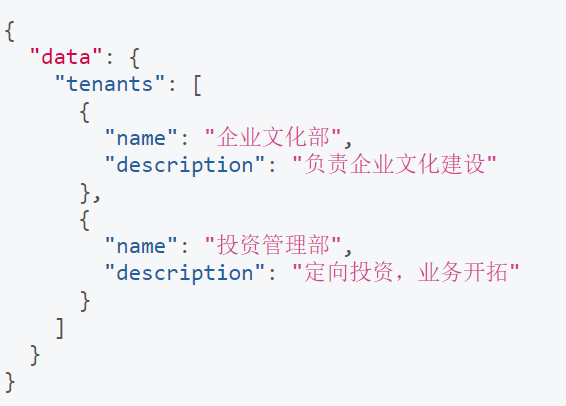 {
  "data": {
    "tenants": [
      {
        "name": "企业文化部",
        "description": "负责企业文化建设"
      },
      {
        "name": "投资管理部",
        "description": "定向投资，业务开拓"
      }
    ]
  }
}